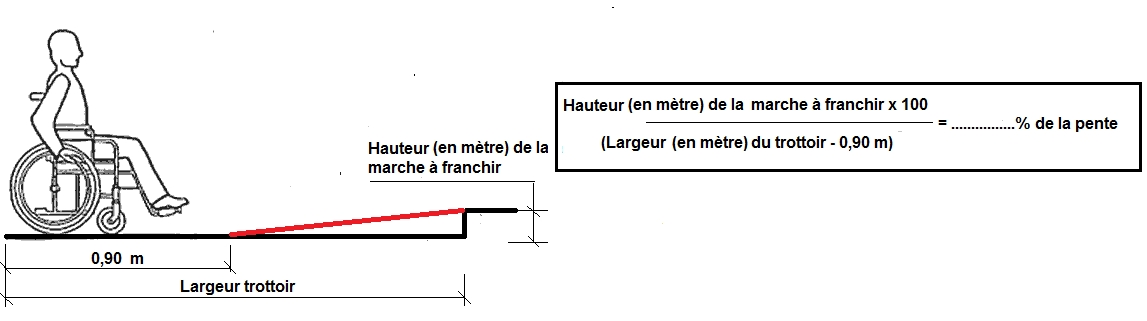 Hauteur (en mètre) de la
marche à franchir
0,90 m
Largeur trottoir
Hauteur (en mètre) de la marche à franchir x 100
= ................% de la pente
(Largeur (en mètre) du trottoir - 0,90 m)